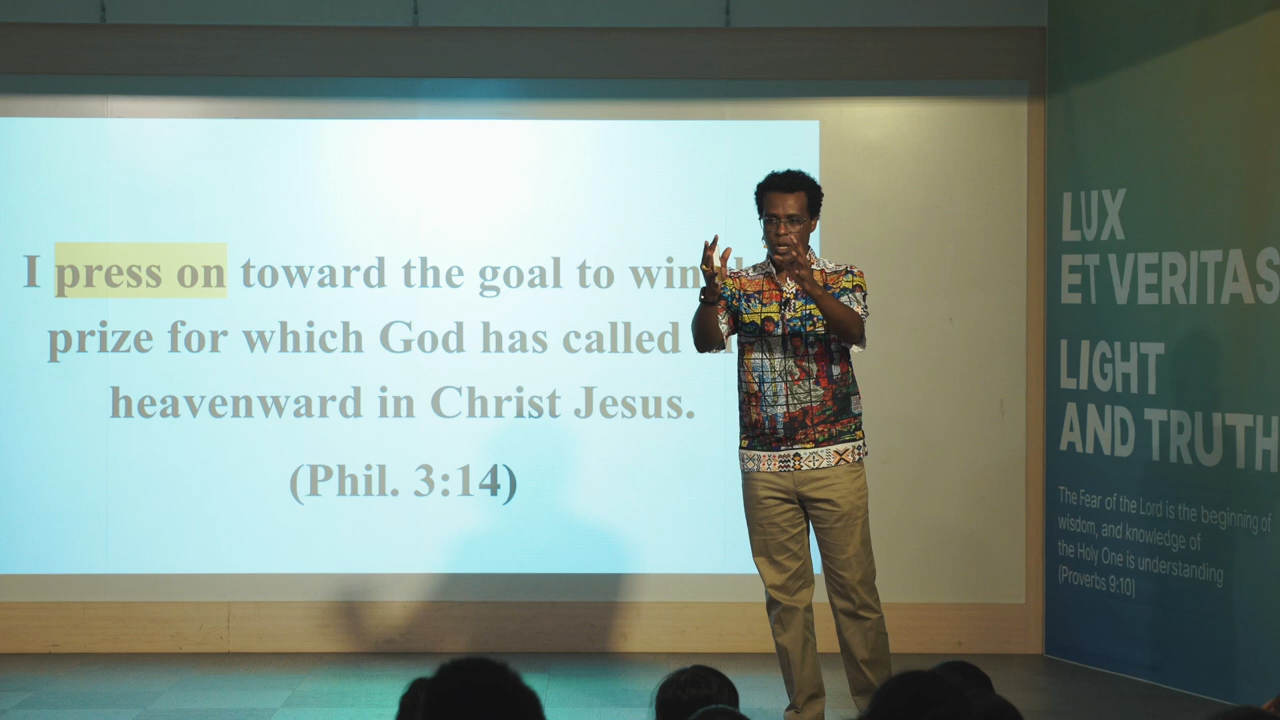 I press on toward the goal to win
prize for which God has called
heavenward in Christ Jesus.
(Phil. 3:14)
LUX
ET VERITAS
LIGHT
AND TRUTH
The Fear of the Lord is the beginning of
wisdom, and knowledge of
the Holy One is understanding
(Proverbs 9:10)